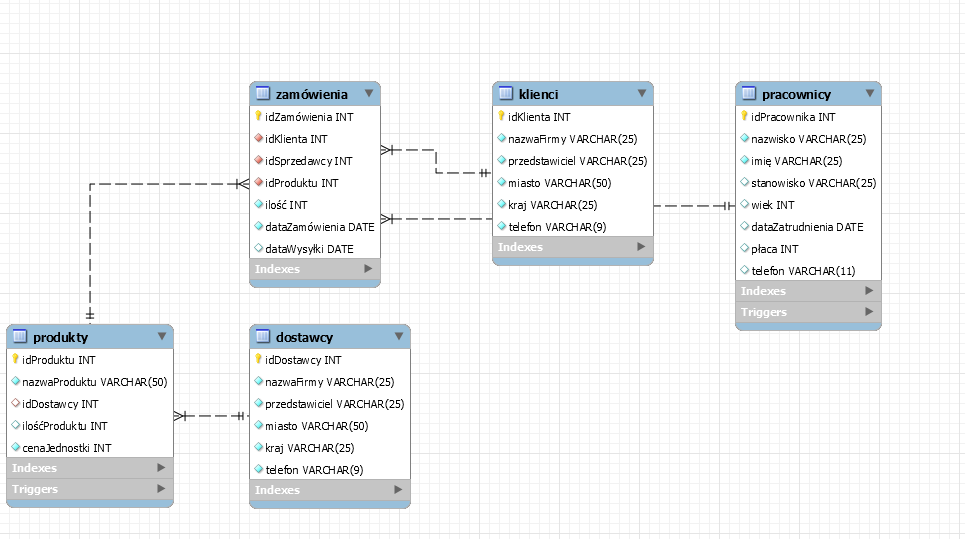 zamówienia
idZamówienia INT
idKlienta INT
idSprzedawcy INT
idProduktu INT
ilość INT
dataZamówienia DATE
dataWysyłki DATE
Indexes
klienci
idKlienta INT
nazwaFirmy VARCHAR(25)
przedstawiciel VARCHAR(25)
miasto VARCHAR(50)
kraj VARCHAR(25)
telefon VARCHAR(9)
Indexes
pracownicy
idPracownika INT
nazwisko VARCHAR(25)
imię VARCHAR(25)
stanowisko VARCHAR(25)
wiek INT
dataZatrudnienia DATE
płaca INT
telefon VARCHAR(11)
Indexes
Triggers
produkty
idProduktu INT
nazwaProduktu VARCHAR(50)
idDostawcy INT
ilośćProduktu INT
cenaJednostki INT
Indexes
Triggers
dostawcy
idDostawcy INT
nazwaFirmy VARCHAR(25)
przedstawiciel VARCHAR(25)
miasto VARCHAR(50)
kraj VARCHAR(25)
telefon VARCHAR(9)
Indexes